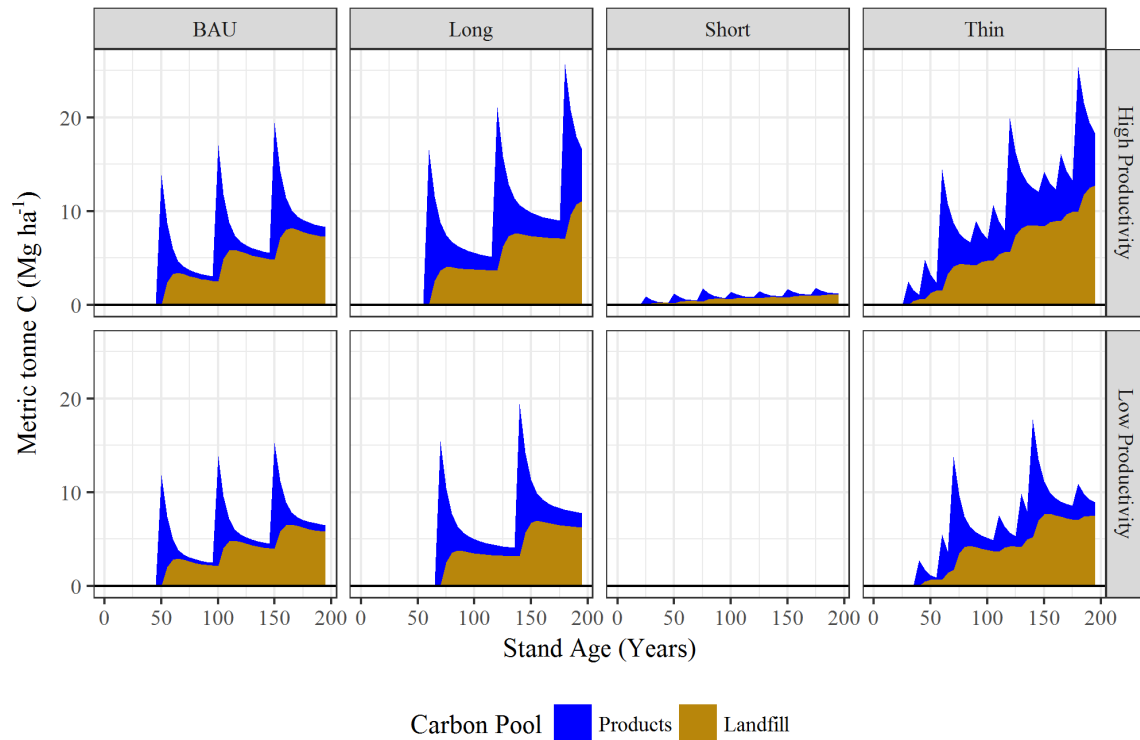 BAU Long Short Thin
20
10
0
High Productivity
20
10
0
Low Productivity
Metric tonne C (Mg ha⁻¹)
0 50 100 150 200 0 50 100 150 200 0 50 100 150 200 0 50 100 150 200
Stand Age (Years)
Carbon Pool Products Landfill